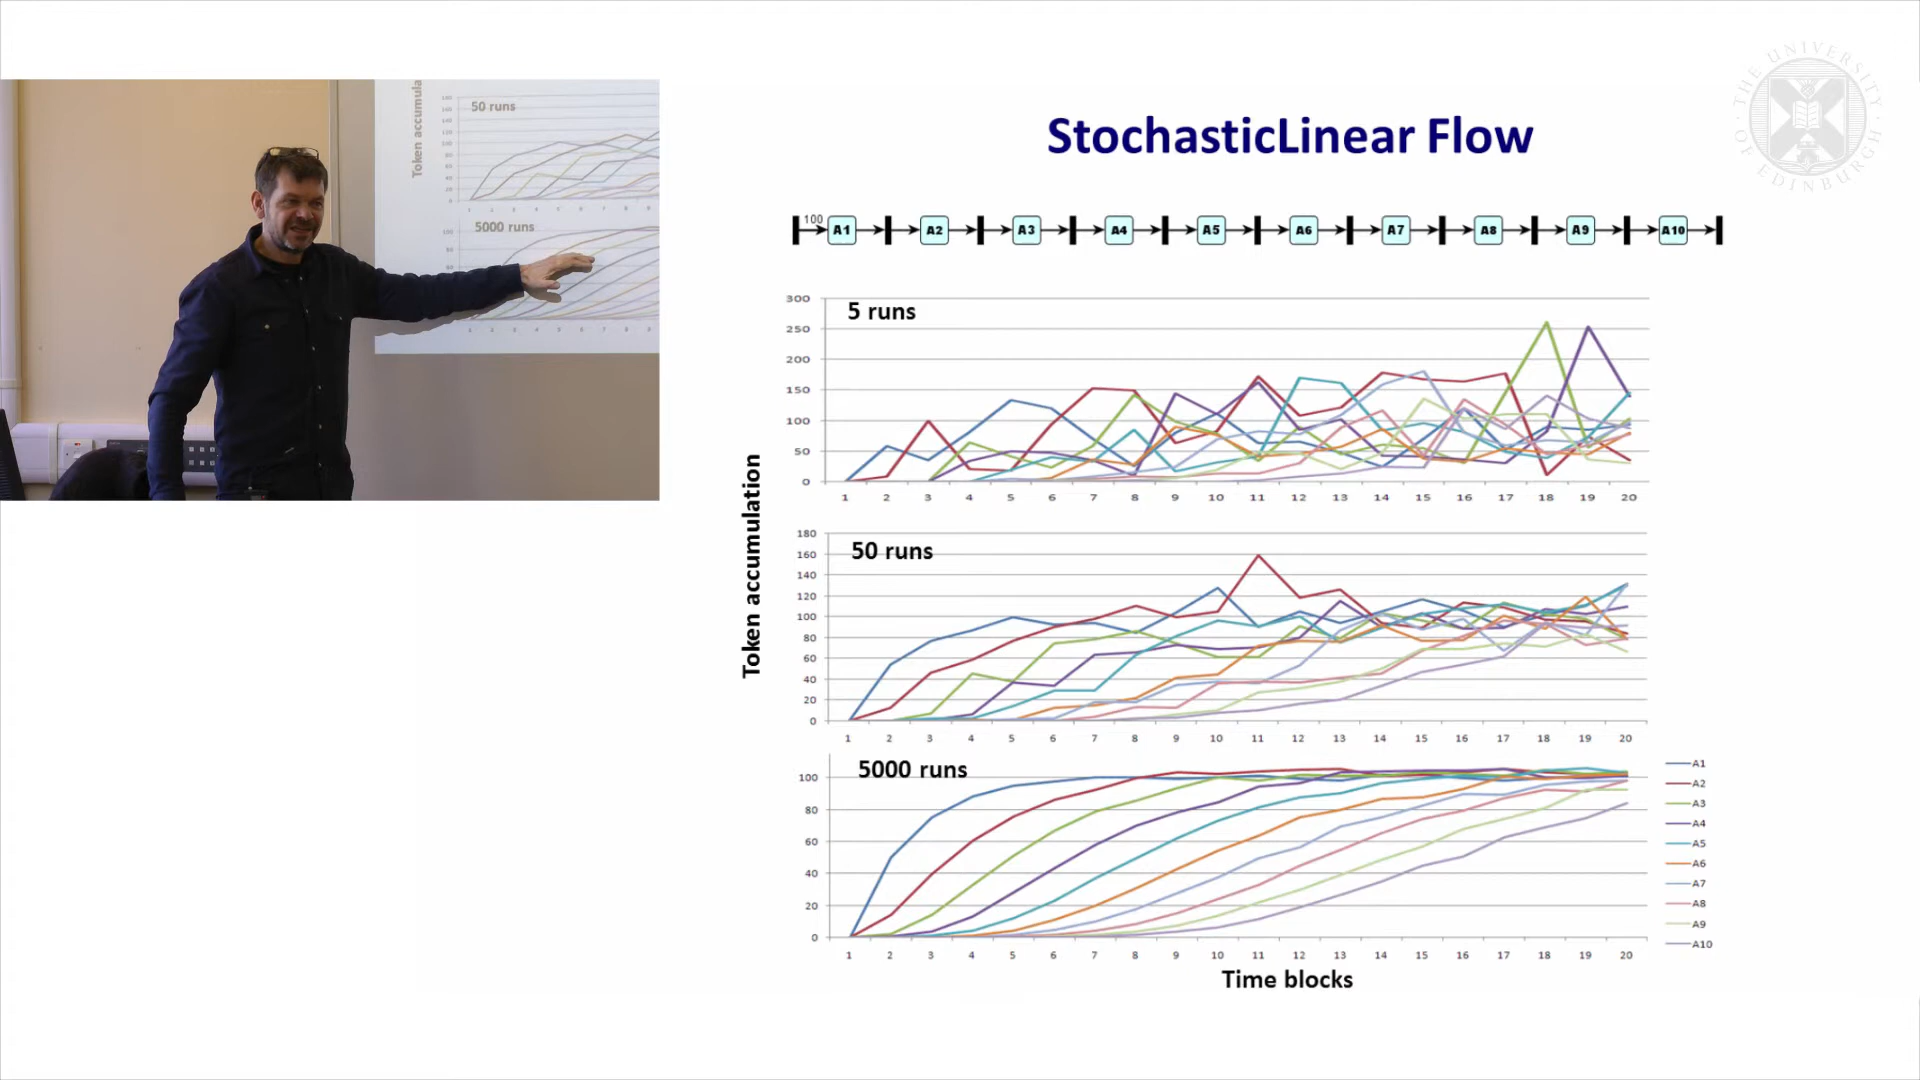 THE UNIVERSITY OF EDINBURGH
StochasticLinear Flow
100 A1 A2 A3 A4 A5 A6 A7 A8 A9 A10
Token accumulation
5 runs
300
250
200
150
100
50
0
1 2 3 4 5 6 7 8 9 10 11 12 13 14 15 16 17 18 19 20
50 runs
180
160
140
120
100
80
60
40
20
0
1 2 3 4 5 6 7 8 9 10 11 12 13 14 15 16 17 18 19 20
5000 runs
100
80
60
40
20
0
1 2 3 4 5 6 7 8 9 10 11 12 13 14 15 16 17 18 19 20
Time blocks
A1
A2
A3
A4
A5
A6
A7
A8
A9
A10
Token accumula
50 runs
5000 runs